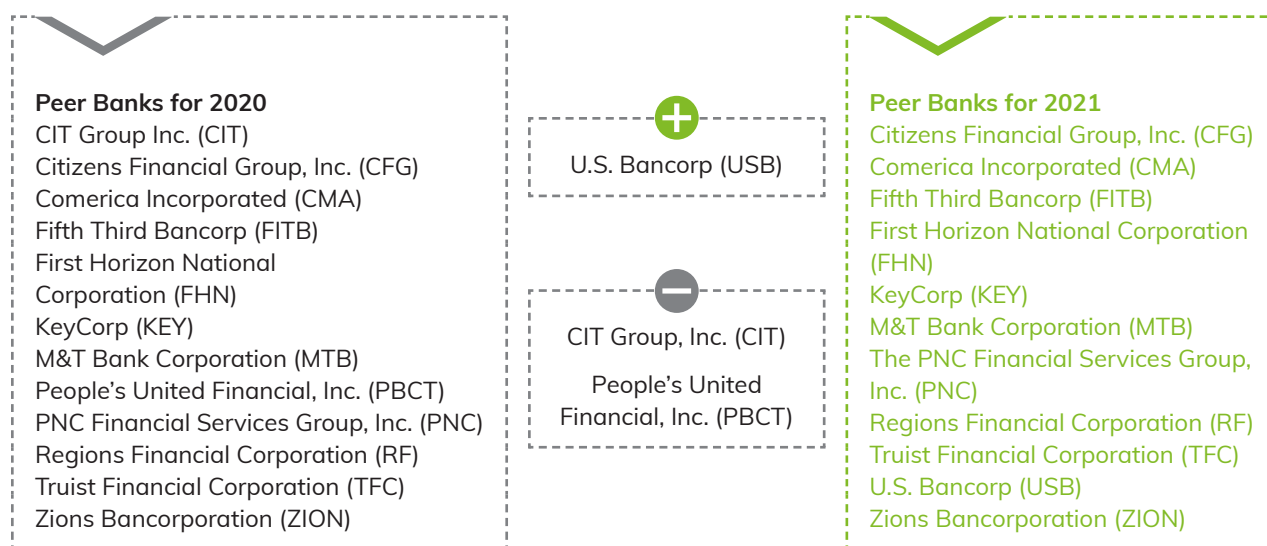 Peer Banks for 2020
CIT Group Inc. (CIT)
Citizens Financial Group, Inc. (CFG)
Comerica Incorporated (CMA)
Fifth Third Bancorp (FITB)
First Horizon National
Corporation (FHN)
KeyCorp (KEY)
M&T Bank Corporation (MTB)
People’s United Financial, Inc. (PBCT)
PNC Financial Services Group, Inc. (PNC)
Regions Financial Corporation (RF)
Truist Financial Corporation (TFC)
Zions Bancorporation (ZION)
U.S. Bancorp (USB)
CIT Group, Inc. (CIT)
People’s United
Financial, Inc. (PBCT)
Peer Banks for 2021
Citizens Financial Group, Inc. (CFG)
Comerica Incorporated (CMA)
Fifth Third Bancorp (FITB)
First Horizon National Corporation
(FHN)
KeyCorp (KEY)
M&T Bank Corporation (MTB)
The PNC Financial Services Group,
Inc. (PNC)
Regions Financial Corporation (RF)
Truist Financial Corporation (TFC)
U.S. Bancorp (USB)
Zions Bancorporation (ZION)